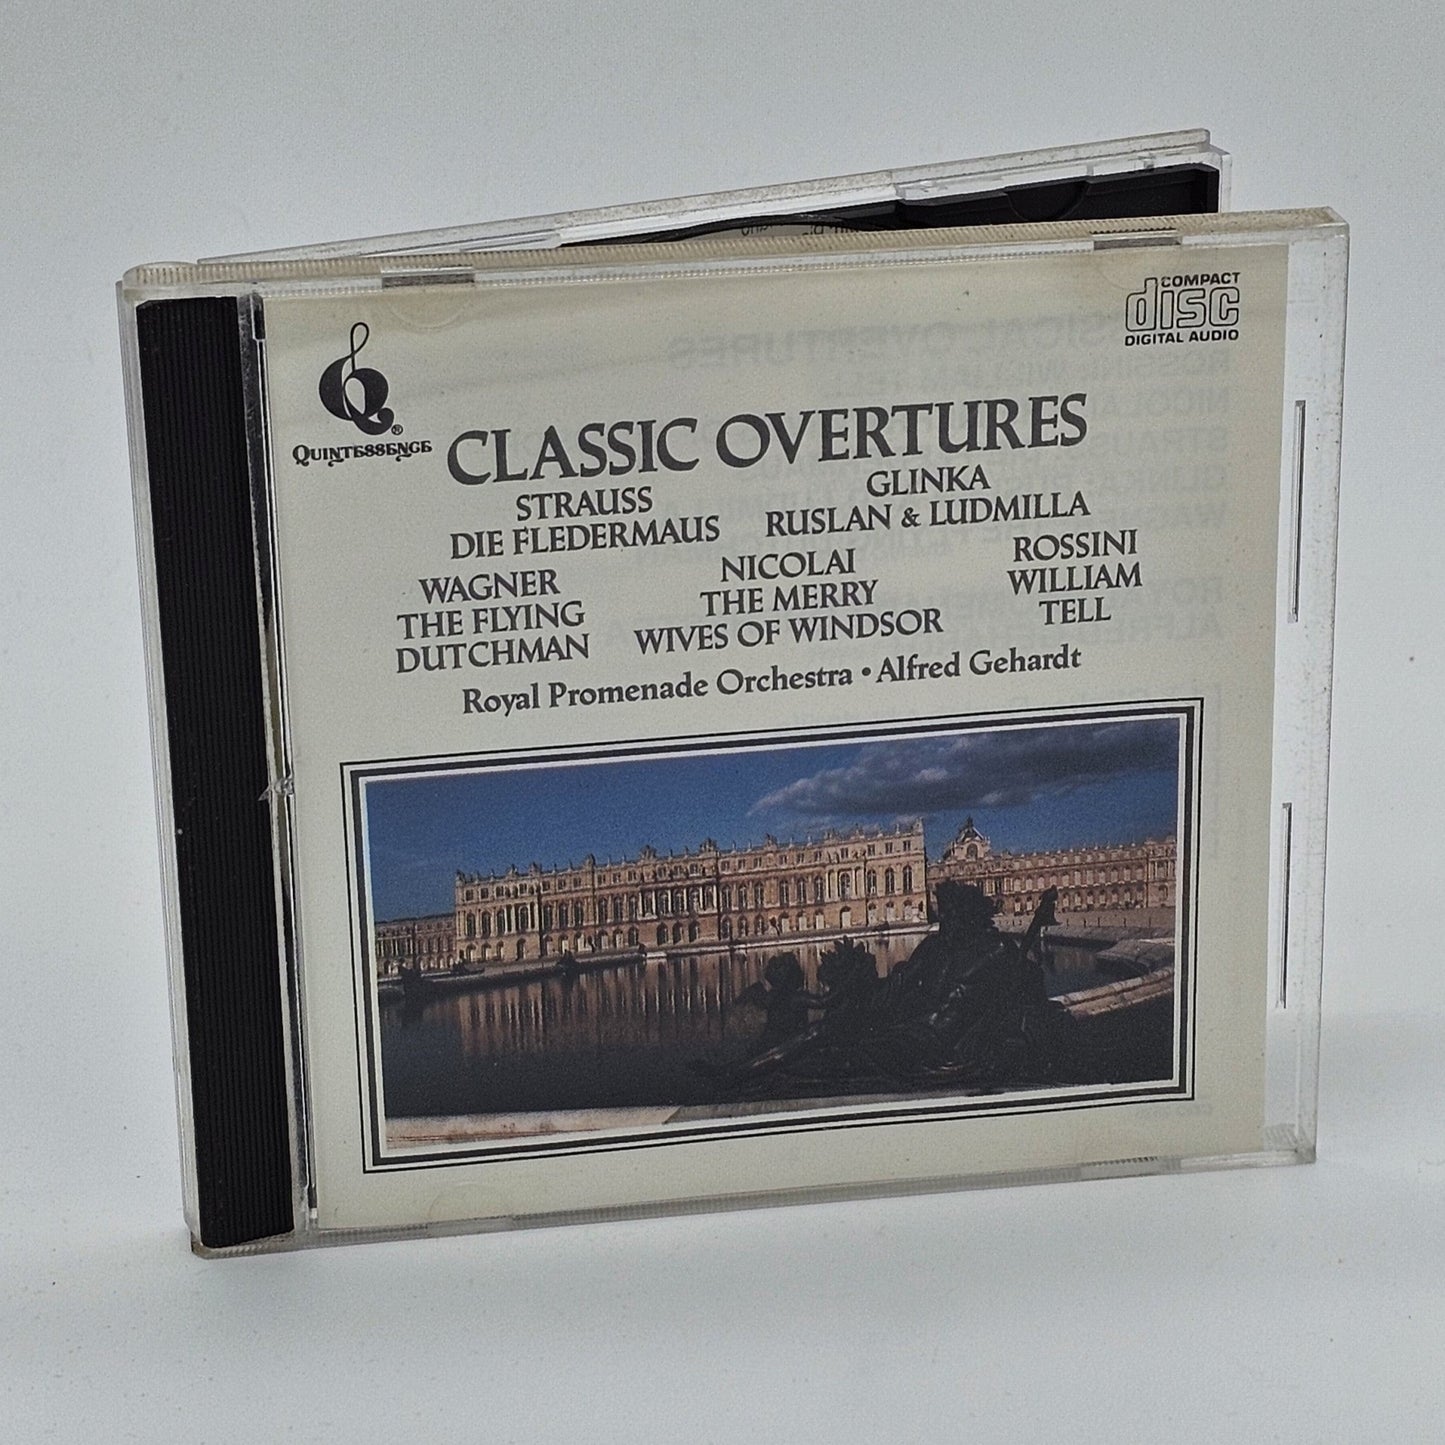 COMPACT
disc
DIGITAL AUDIO
QUINTESSENCE®
CLASSIC OVERTURES
STRAUSS
DIE FLEDERMAUS
GLINKA
RUSLAN & LUDMILLA
WAGNER
THE FLYING
DUTCHMAN
NICOLAI
THE MERRY
WIVES OF WINDSOR
ROSSINI
WILLIAM
TELL
Royal Promenade Orchestra • Alfred Gehardt